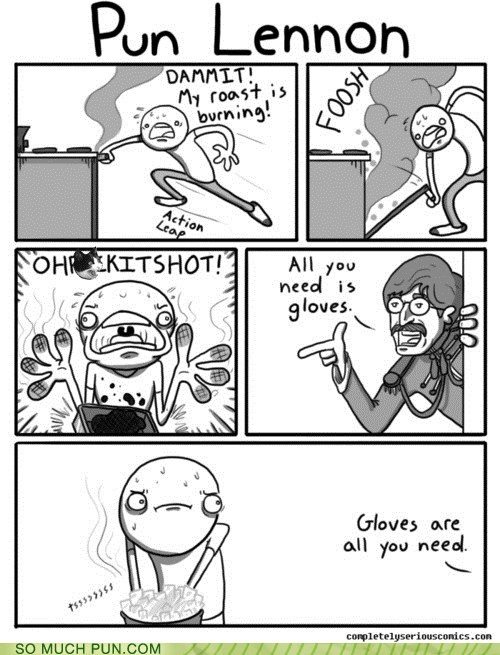 Pun Lennon
DAMMIT!
My roast is
burning!
Action
Leap
FOOSH
OHF KITSHOT!
All you
need is
gloves.
tssssssss
Gloves are
all you need.
completelyseriouscomics.com
SO MUCH PUN.COM